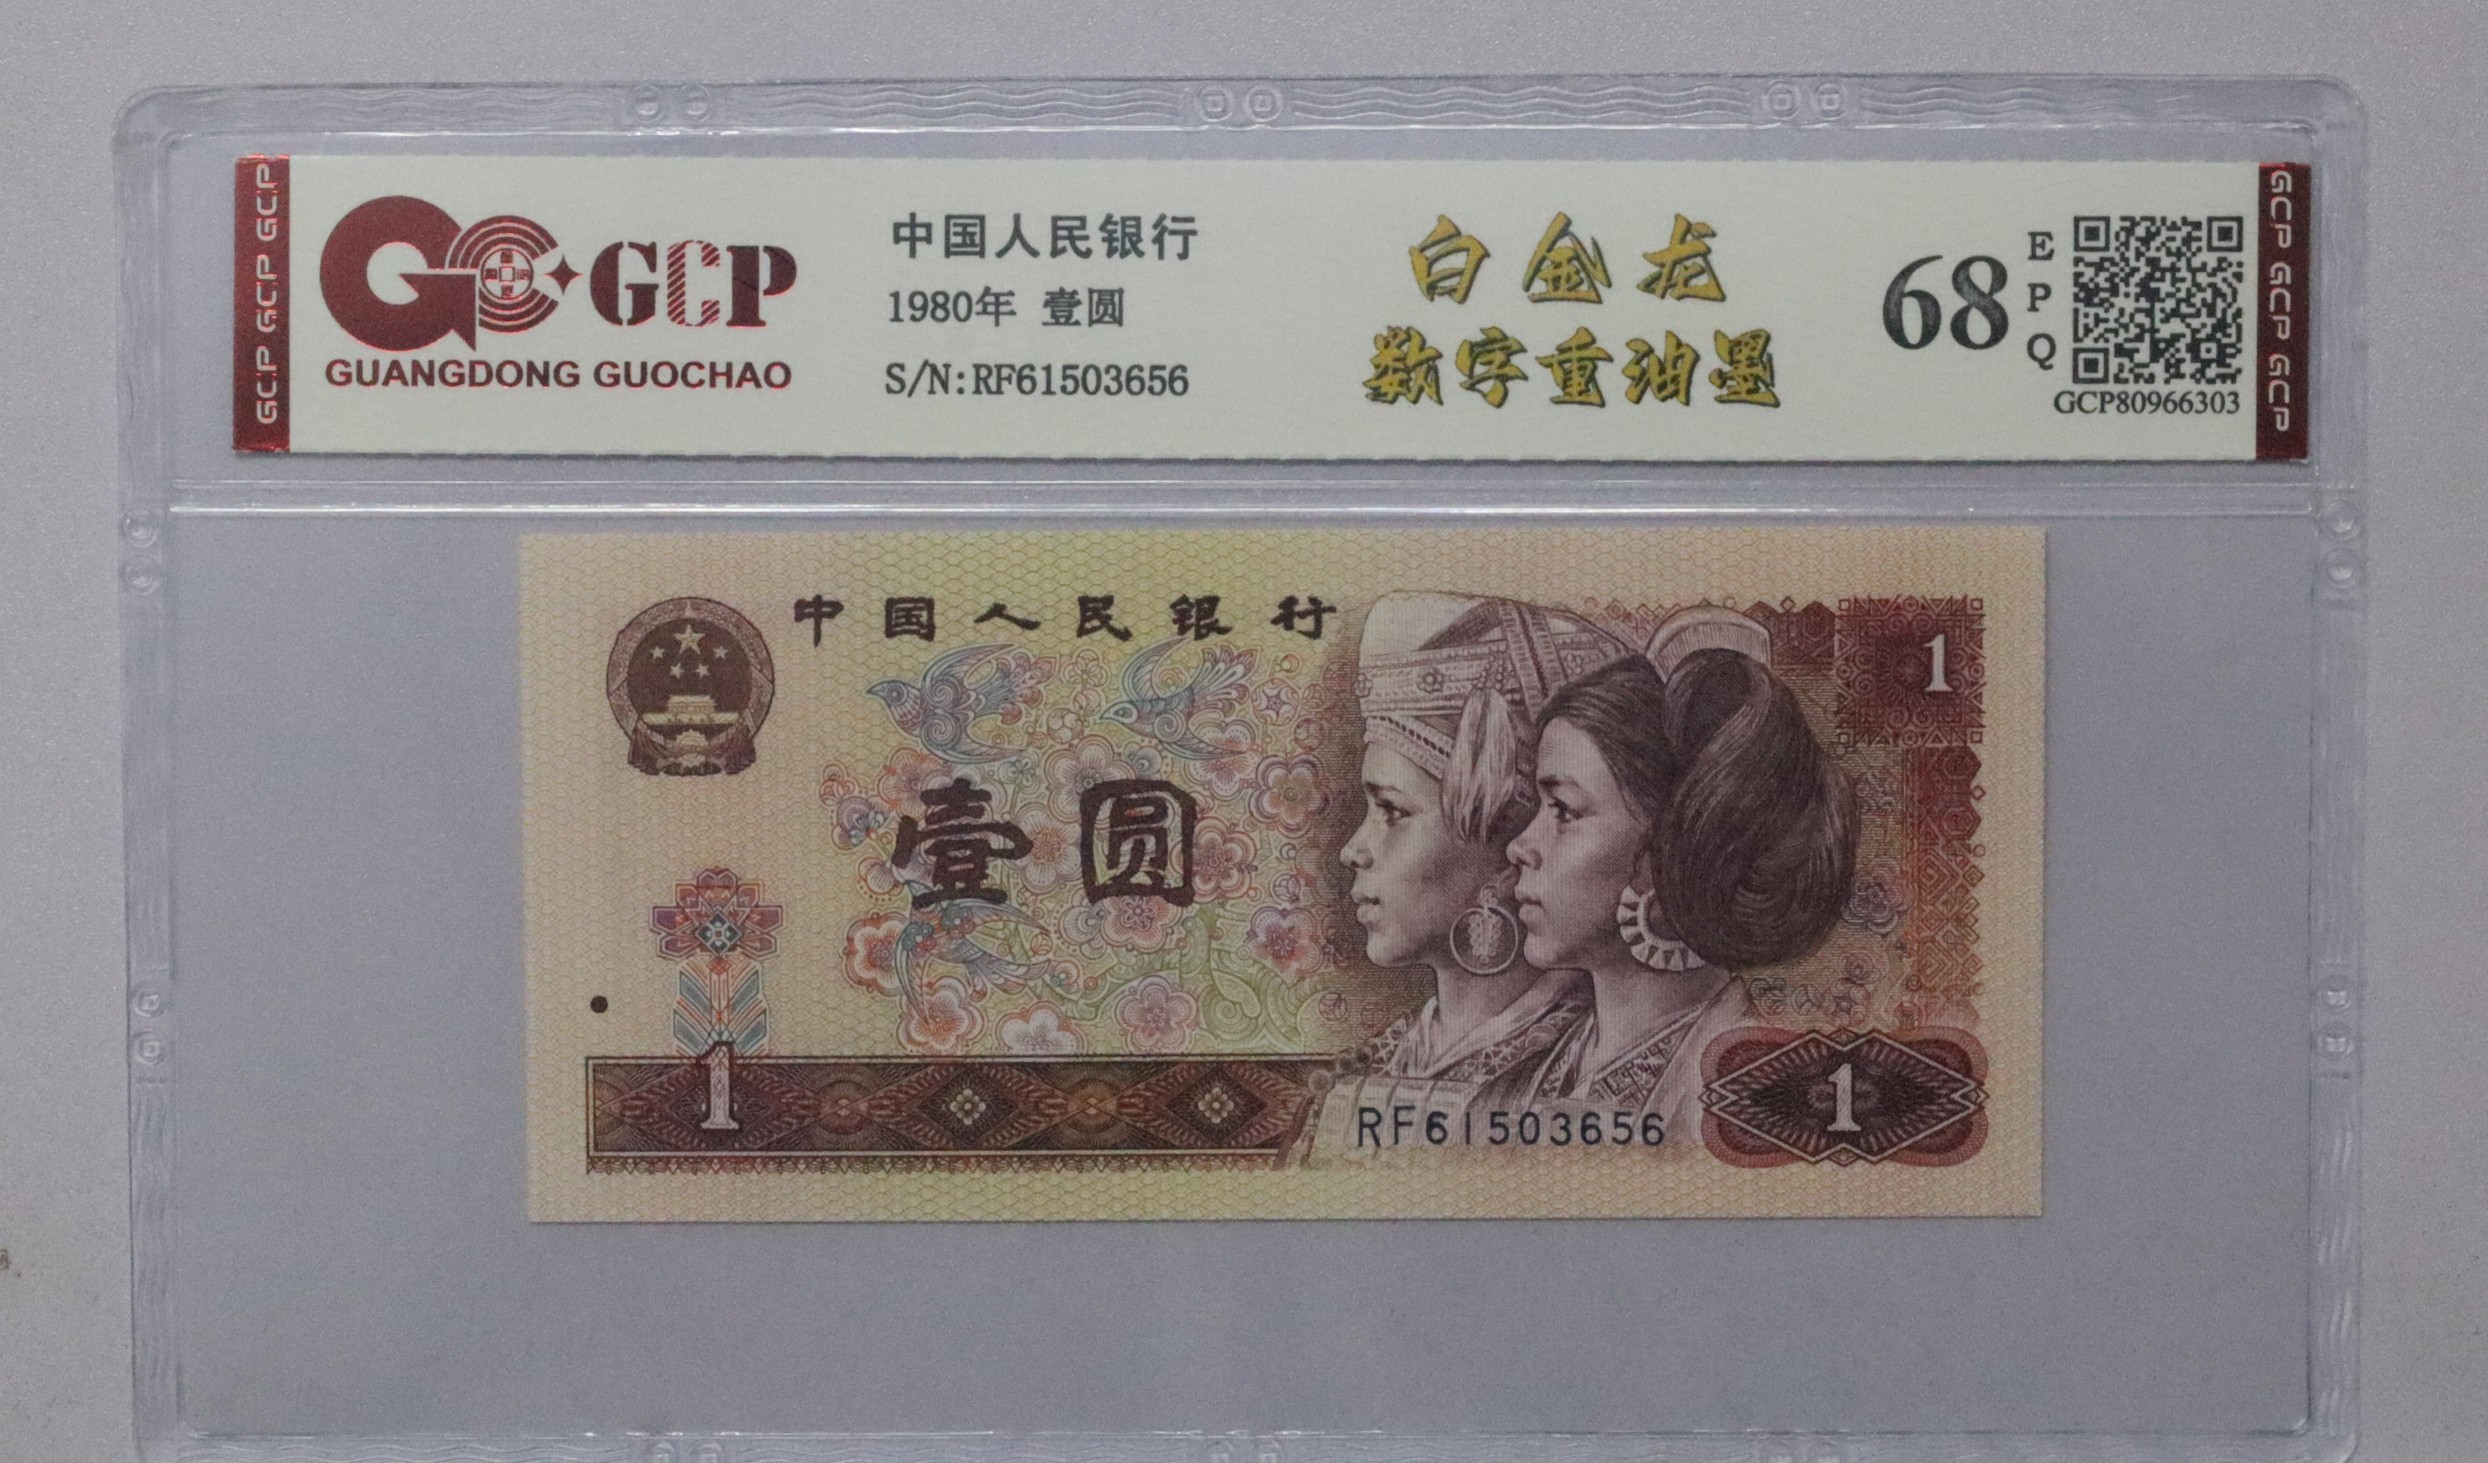 GCP GCP GCP
GCP
GUANGDONG GUOCHAO
中国人民银行
1980年 壹圆
S/N:RF61503656
白金龙
数字重油墨
68
EPQ
GCP80966303
GCP GCP GCP
中国人民银行
1
壹圆
1
RF61503656
1